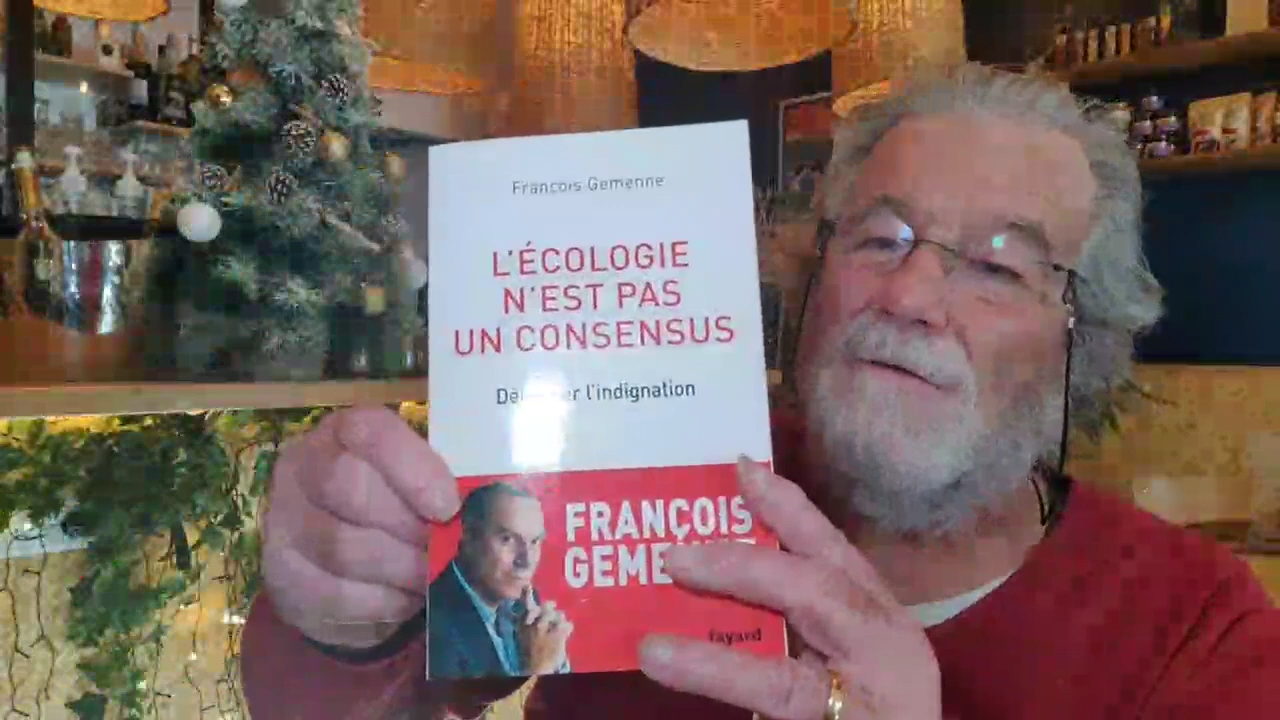 François Gemenne
L'ÉCOLOGIE
N'EST PAS
UN CONSENSUS
l'indignation
FRANÇOIS
fayard